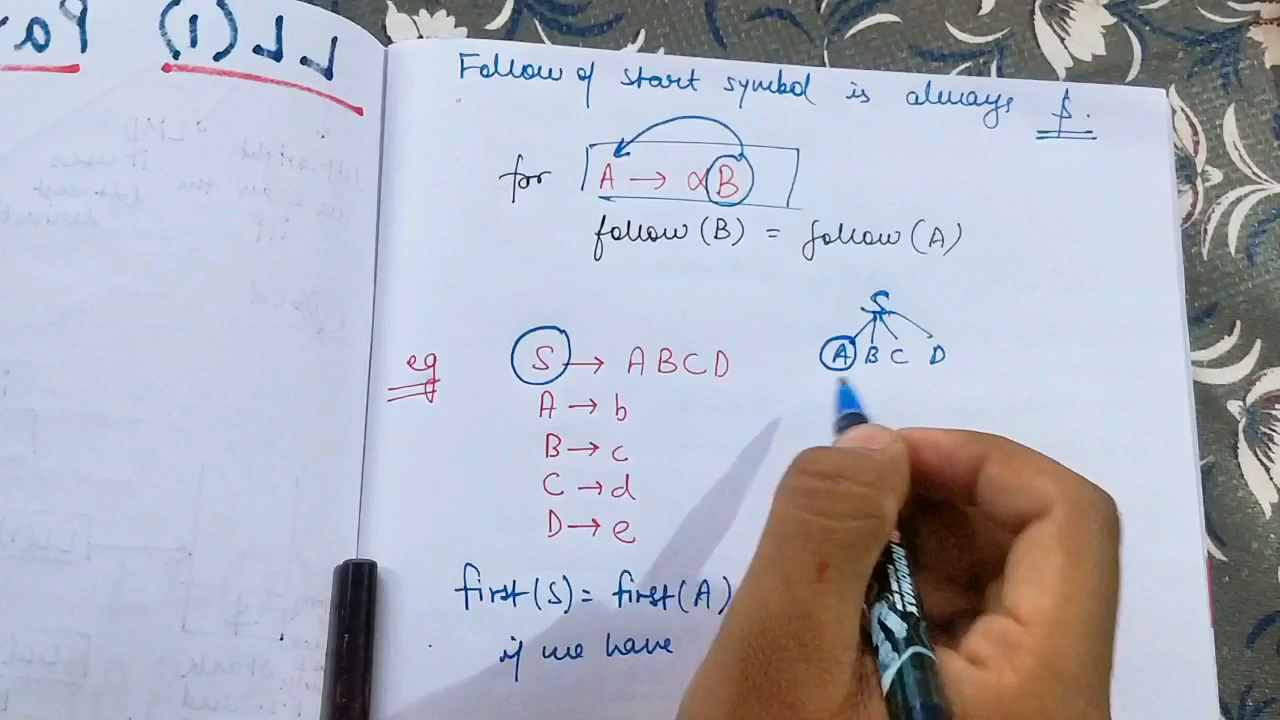 LL(1) Par
Follow of start symbol is always $.
for A → αB
follow(B) = follow(A)
eg S → ABCD
A → b
B → c
C → d
D → e
S
A B C D
first(S) = first(A)
if we have